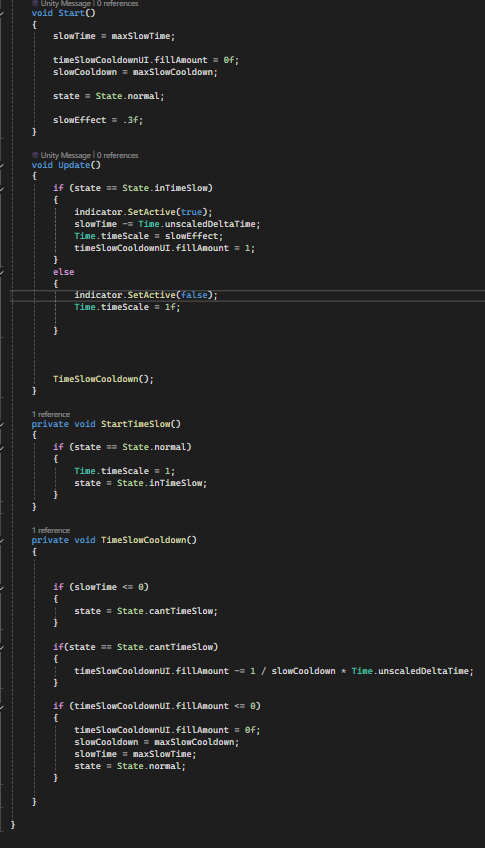 Unity Message | 0 references
void Start()
{
slowTime = maxSlowTime;
timeSlowCooldownUI.fillAmount = 0f;
slowCooldown = maxSlowCooldown;
state = State.normal;
slowEffect = .3f;
}
Unity Message | 0 references
void Update()
{
if (state == State.inTimeSlow)
{
indicator.SetActive(true);
slowTime -= Time.unscaledDeltaTime;
Time.timeScale = slowEffect;
timeSlowCooldownUI.fillAmount = 1;
}
else
{
indicator.SetActive(false);
Time.timeScale = 1f;
}
TimeSlowCooldown();
}
1 reference
private void StartTimeSlow()
{
if (state == State.normal)
{
Time.timeScale = 1;
state = State.inTimeSlow;
}
}
1 reference
private void TimeSlowCooldown()
{
if (slowTime <= 0)
{
state = State.cantTimeSlow;
}
if(state == State.cantTimeSlow)
{
timeSlowCooldownUI.fillAmount -= 1 / slowCooldown * Time.unscaledDeltaTime;
}
if (timeSlowCooldownUI.fillAmount <= 0)
{
timeSlowCooldownUI.fillAmount = 0f;
slowCooldown = maxSlowCooldown;
slowTime = maxSlowTime;
state = State.normal;
}
}
}